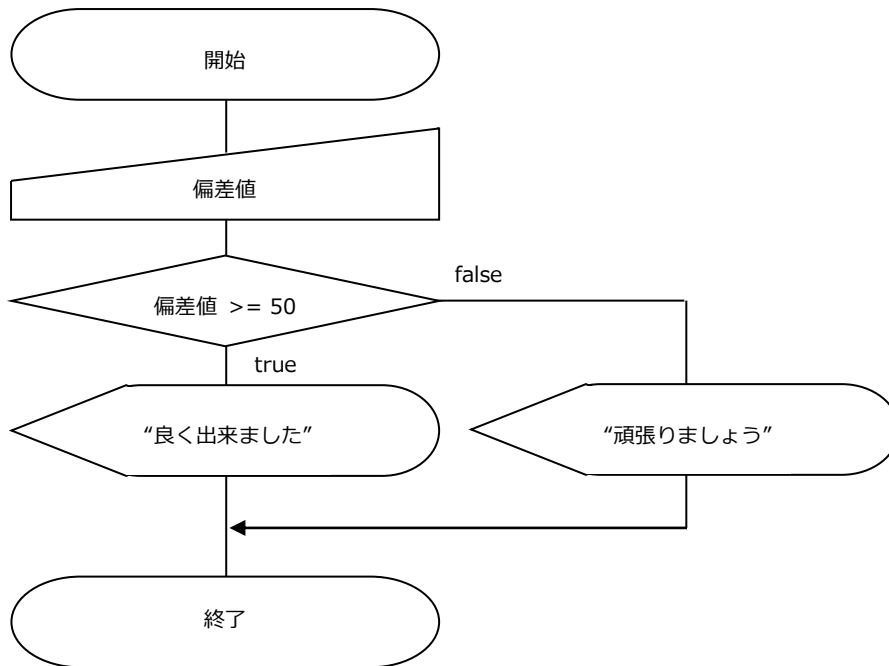 開始
偏差値
偏差値 >= 50
false
true
“良く出来ました”
“頑張りましょう”
終了